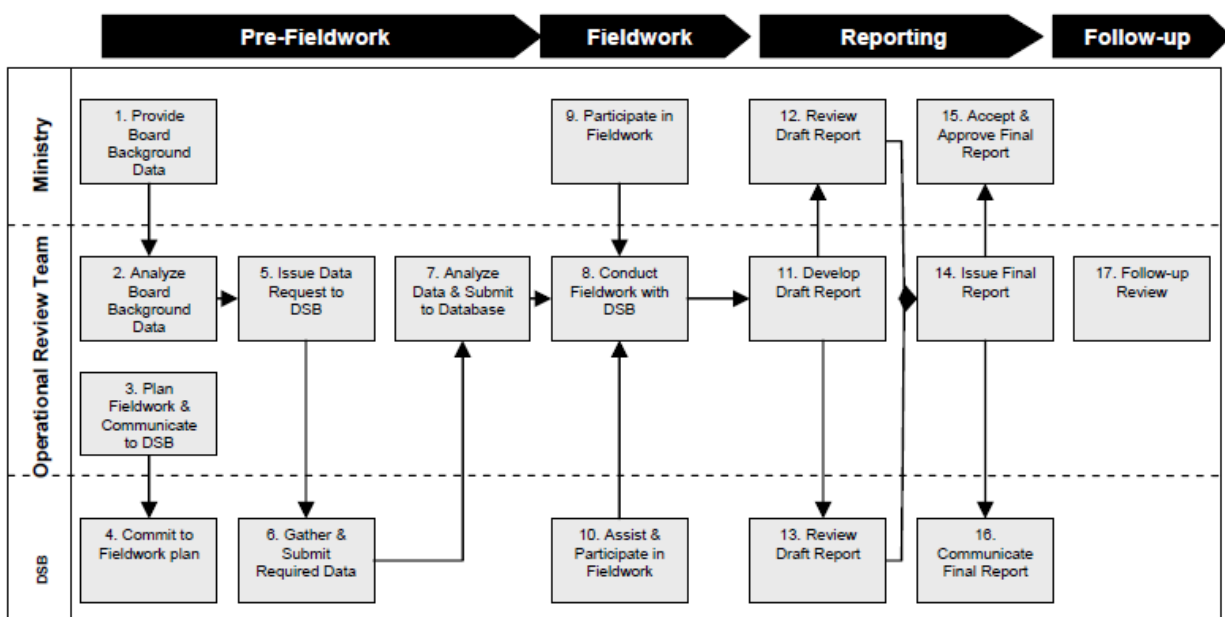 Pre-Fieldwork
Fieldwork
Reporting
Follow-up
Ministry
1. Provide
Board
Background
Data
9. Participate in
Fieldwork
12. Review
Draft Report
15. Accept &
Approve Final
Report
Operational Review Team
2. Analyze
Board
Background
Data
5. Issue Data
Request to
DSB
7. Analyze
Data & Submit
to Database
8. Conduct
Fieldwork with
DSB
11. Develop
Draft Report
14. Issue Final
Report
17. Follow-up
Review
3. Plan
Fieldwork &
Communicate
to DSB
DSB
4. Commit to
Fieldwork plan
6. Gather &
Submit
Required Data
10. Assist &
Participate in
Fieldwork
13. Review
Draft Report
16.
Communicate
Final Report